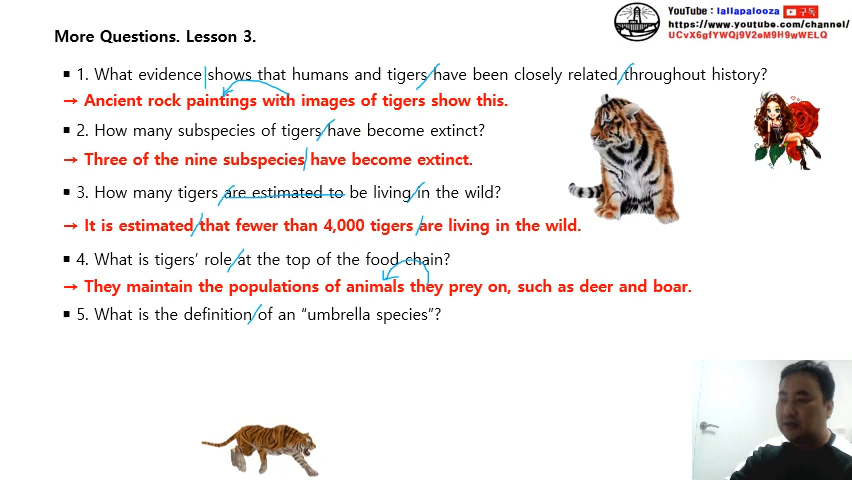 YouTube : lallapalooza 구독
https://www.youtube.com/channel/
UCvX6gfYWQj9V2eM9H9wWELQ
More Questions. Lesson 3.
■ 1. What evidence shows that humans and tigers have been closely related throughout history?
→ Ancient rock paintings with images of tigers show this.
■ 2. How many subspecies of tigers have become extinct?
→ Three of the nine subspecies have become extinct.
■ 3. How many tigers are estimated to be living in the wild?
→ It is estimated that fewer than 4,000 tigers are living in the wild.
■ 4. What is tigers’ role at the top of the food chain?
→ They maintain the populations of animals they prey on, such as deer and boar.
■ 5. What is the definition of an “umbrella species”?